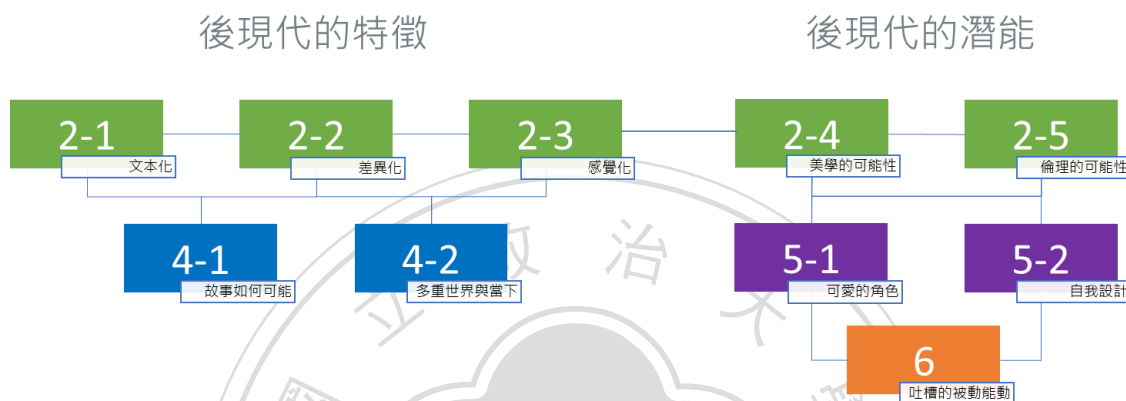 後現代的特徵
後現代的潛能
2-1
文本化
2-2
差異化
2-3
感覺化
2-4
美學的可能性
2-5
倫理的可能性
4-1
故事如何可能
4-2
多重世界與當下
5-1
可愛的角色
5-2
自我設計
6
吐槽的被動能動
立 政 治 大